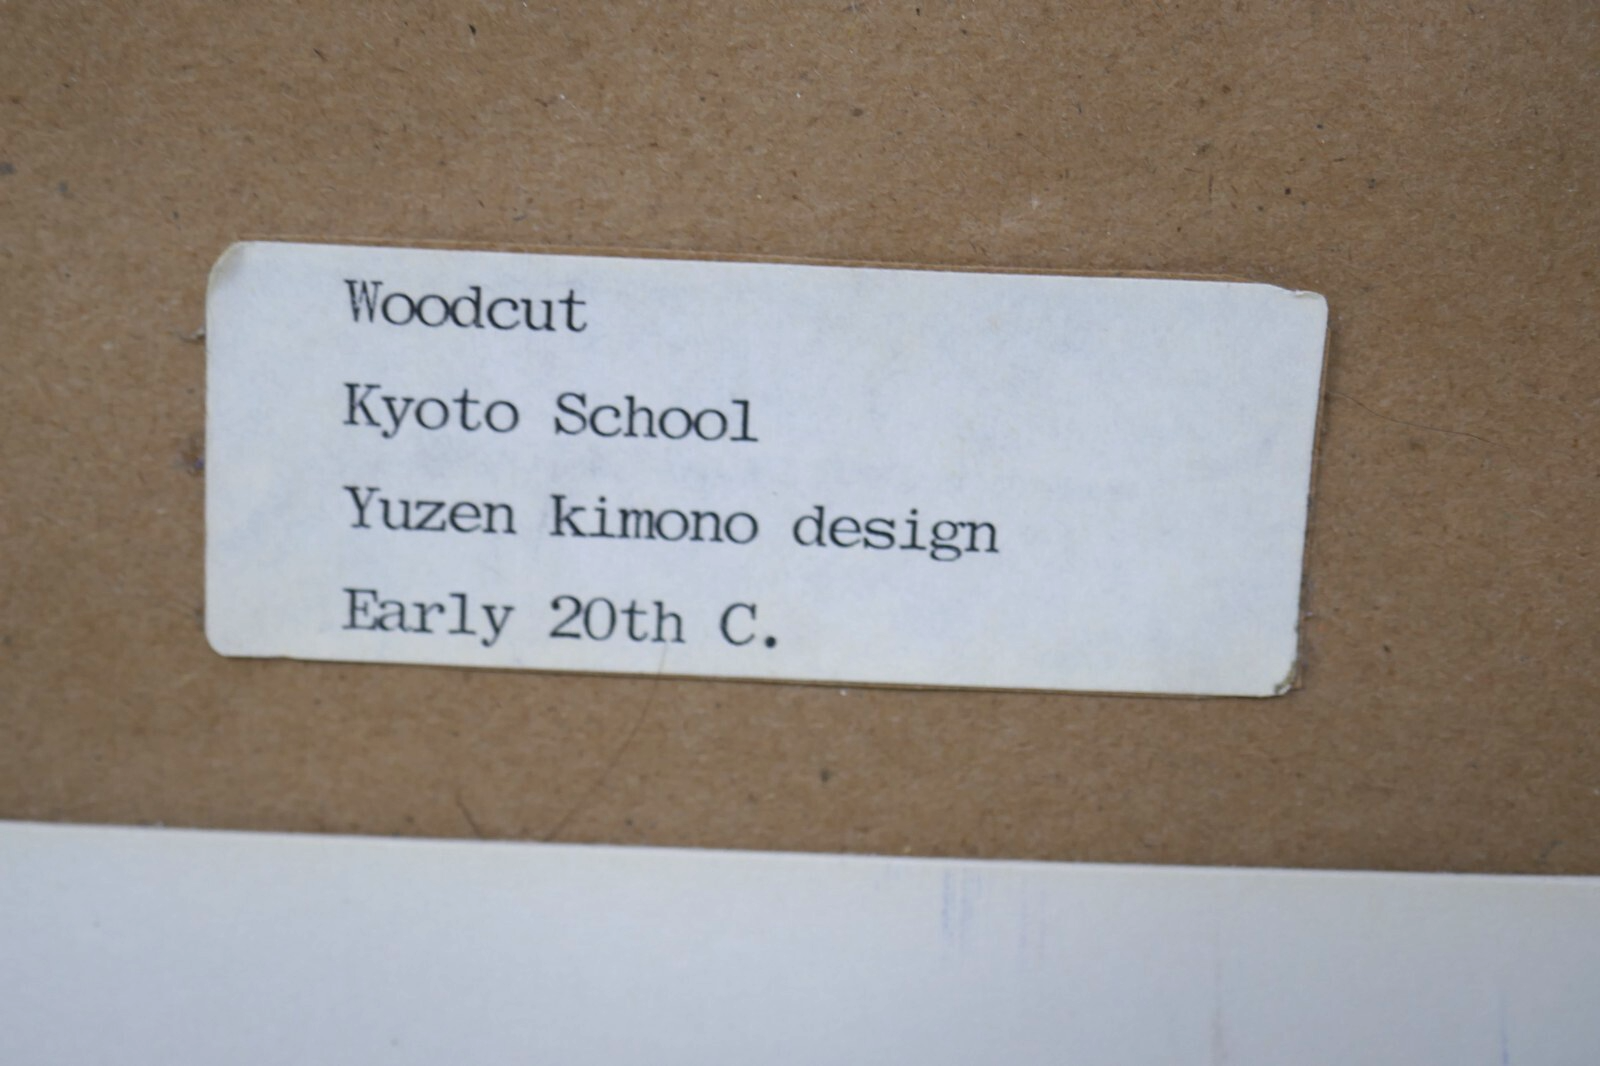 Woodcut
Kyoto School
Yuzen kimono design
Early 20th C.